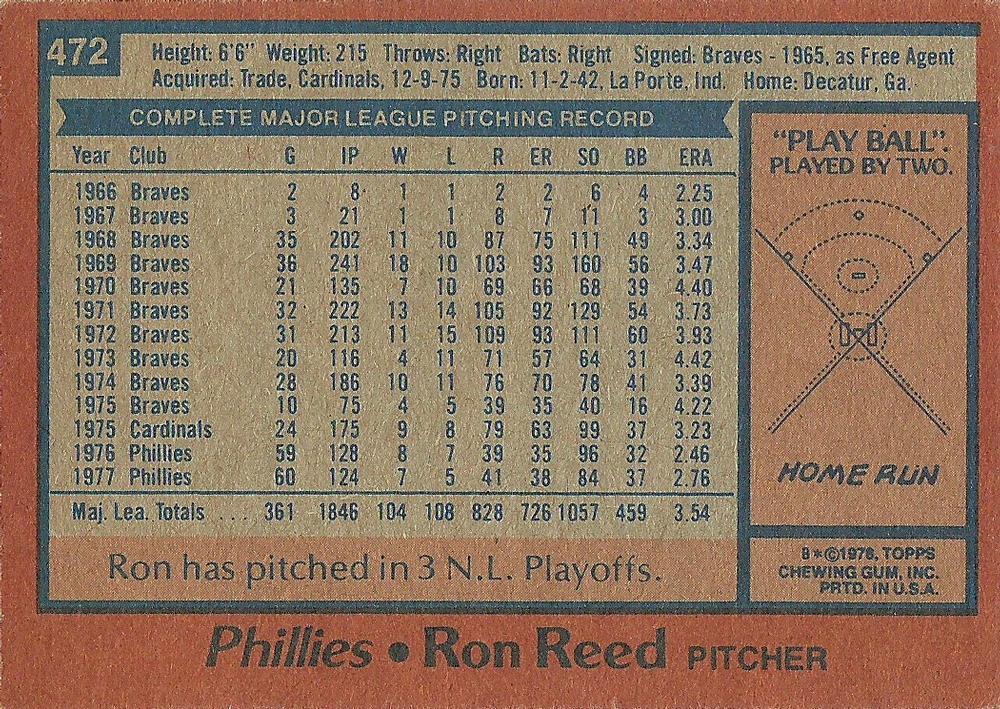 472
Height: 6'6" Weight: 215 Throws: Right Bats: Right Signed: Braves - 1965, as Free Agent
Acquired: Trade, Cardinals, 12-9-75 Born: 11-2-42, La Porte, Ind. Home: Decatur, Ga.
COMPLETE MAJOR LEAGUE PITCHING RECORD
Year Club G IP W L R ER SO BB ERA
1966 Braves 2 8 1 1 2 2 6 4 2.25
1967 Braves 3 21 1 1 8 7 11 3 3.00
1968 Braves 35 202 11 10 87 75 111 49 3.34
1969 Braves 36 241 18 10 103 93 160 56 3.47
1970 Braves 21 135 7 10 69 66 68 39 4.40
1971 Braves 32 222 13 14 105 92 129 54 3.73
1972 Braves 31 213 11 15 109 93 111 60 3.93
1973 Braves 20 116 4 11 71 57 64 31 4.42
1974 Braves 28 186 10 11 76 70 78 41 3.39
1975 Braves 10 75 4 5 39 35 40 16 4.22
1975 Cardinals 24 175 9 8 79 63 99 37 3.23
1976 Phillies 59 128 8 7 39 35 96 32 2.46
1977 Phillies 60 124 7 5 41 38 84 37 2.76
Maj. Lea. Totals ... 361 1846 104 108 828 726 1057 459 3.54
Ron has pitched in 3 N.L. Playoffs.
"PLAY BALL".
PLAYED BY TWO.
HOME RUN
B*©1978, TOPPS
CHEWING GUM, INC.
PRTD. IN U.S.A.
Phillies • Ron Reed PITCHER